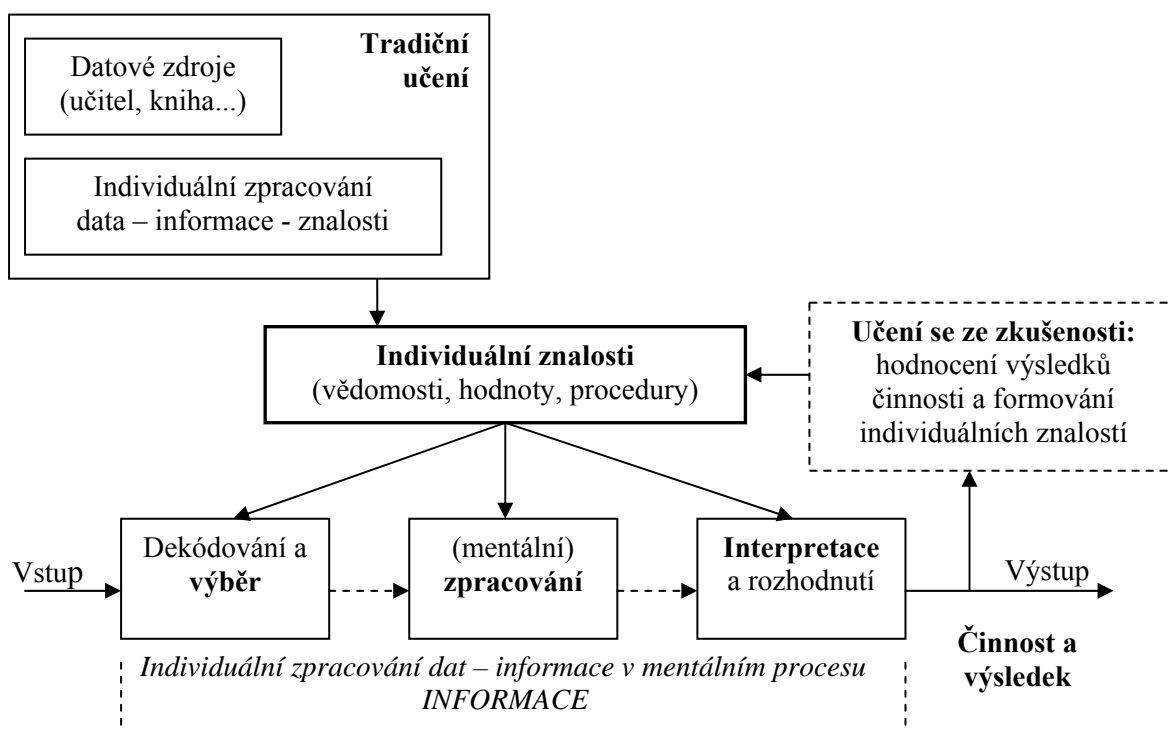 Tradiční
učení
Datové zdroje
(učitel, kniha...)
Individuální zpracování
data – informace - znalosti
Individuální znalosti
(vědomosti, hodnoty, procedury)
Učení se ze zkušenosti:
hodnocení výsledků
činnosti a formování
individuálních znalostí
Vstup
Dekódování a
výběr
(mentální)
zpracování
Interpretace
a rozhodnutí
Výstup
Činnost a
výsledek
Individuální zpracování dat – informace v mentálním procesu
INFORMACE